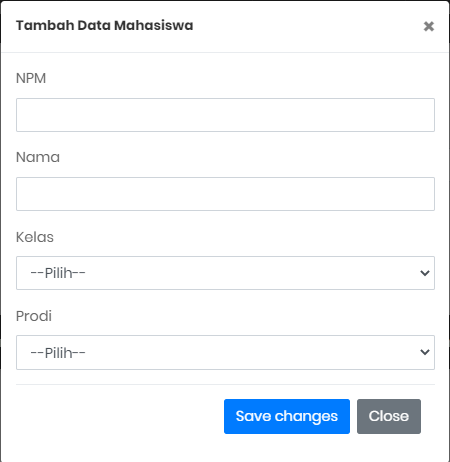 Tambah Data Mahasiswa ×
NPM
Nama
Kelas
--Pilih--
Prodi
--Pilih--
Save changes Close